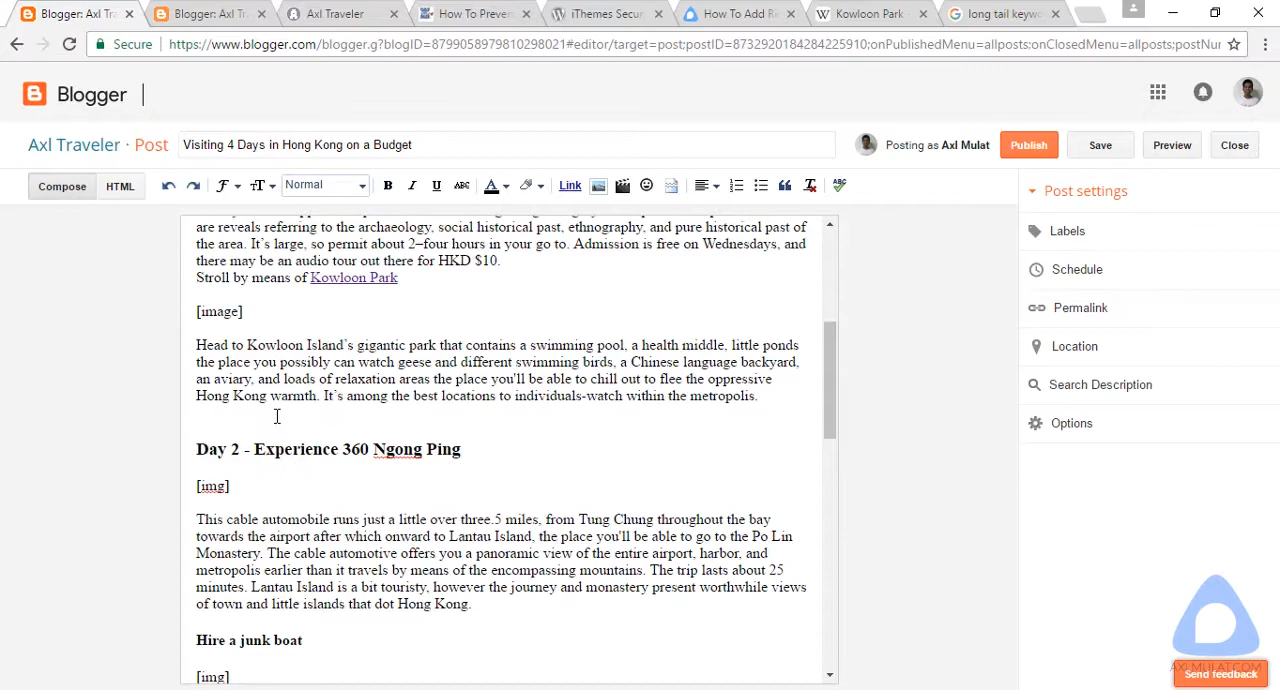 Blogger: Axl Tra
Blogger: Axl Tr
Axl Traveler
How To Preven
iThemes Secur
How To Add Re
Kowloon Park
long tail keywo
Secure
https://www.blogger.com/blogger.g?blogID=8799058979810298021#editor/target=post;postID=8732920184284225910;onPublishedMenu=allposts;onClosedMenu=allposts;postNur
Blogger
Axl Traveler · Post
Visiting 4 Days in Hong Kong on a Budget
Posting as Axl Mulat
Publish
Save
Preview
Close
Compose
HTML
Normal
B
I
U
ABC
A
Link
Post settings
are reveals referring to the archaeology, social historical past, ethnography, and pure historical past of
the area. It's large, so permit about 2–four hours in your go to. Admission is free on Wednesdays, and
there may be an audio tour out there for HKD $10.
Stroll by means of Kowloon Park
[image]
Head to Kowloon Island's gigantic park that contains a swimming pool, a health middle, little ponds
the place you possibly can watch geese and different swimming birds, a Chinese language backyard,
an aviary, and loads of relaxation areas the place you'll be able to chill out to flee the oppressive
Hong Kong warmth. It's among the best locations to individuals-watch within the metropolis.
Day 2 - Experience 360 Ngong Ping
[img]
This cable automobile runs just a little over three.5 miles, from Tung Chung throughout the bay
towards the airport after which onward to Lantau Island, the place you'll be able to go to the Po Lin
Monastery. The cable automotive offers you a panoramic view of the entire airport, harbor, and
metropolis earlier than it travels by means of the encompassing mountains. The trip lasts about 25
minutes. Lantau Island is a bit touristy, however the journey and monastery present worthwhile views
of town and little islands that dot Hong Kong.
Hire a junk boat
[img]
Labels
Schedule
Permalink
Location
Search Description
Options
AXLMULAT.COM
Send feedback